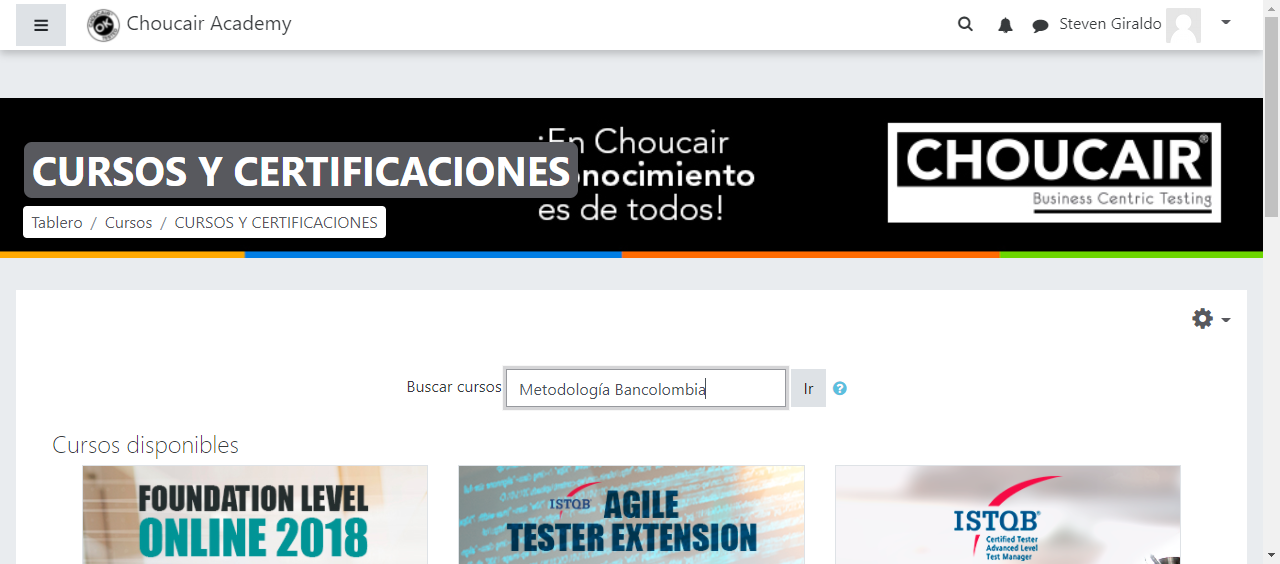 Choucair Academy
Steven Giraldo
¡En Choucair
onocimiento
es de todos!
CHOUCAIR®
Business Centric Testing
CURSOS Y CERTIFICACIONES
Tablero / Cursos / CURSOS Y CERTIFICACIONES
Buscar cursos Metodología Bancolombia Ir
Cursos disponibles
FOUNDATION LEVEL
ONLINE 2018
ISTQB AGILE
TESTER EXTENSION
ISTQB®
Certified Tester
Advanced Level
Test Manager